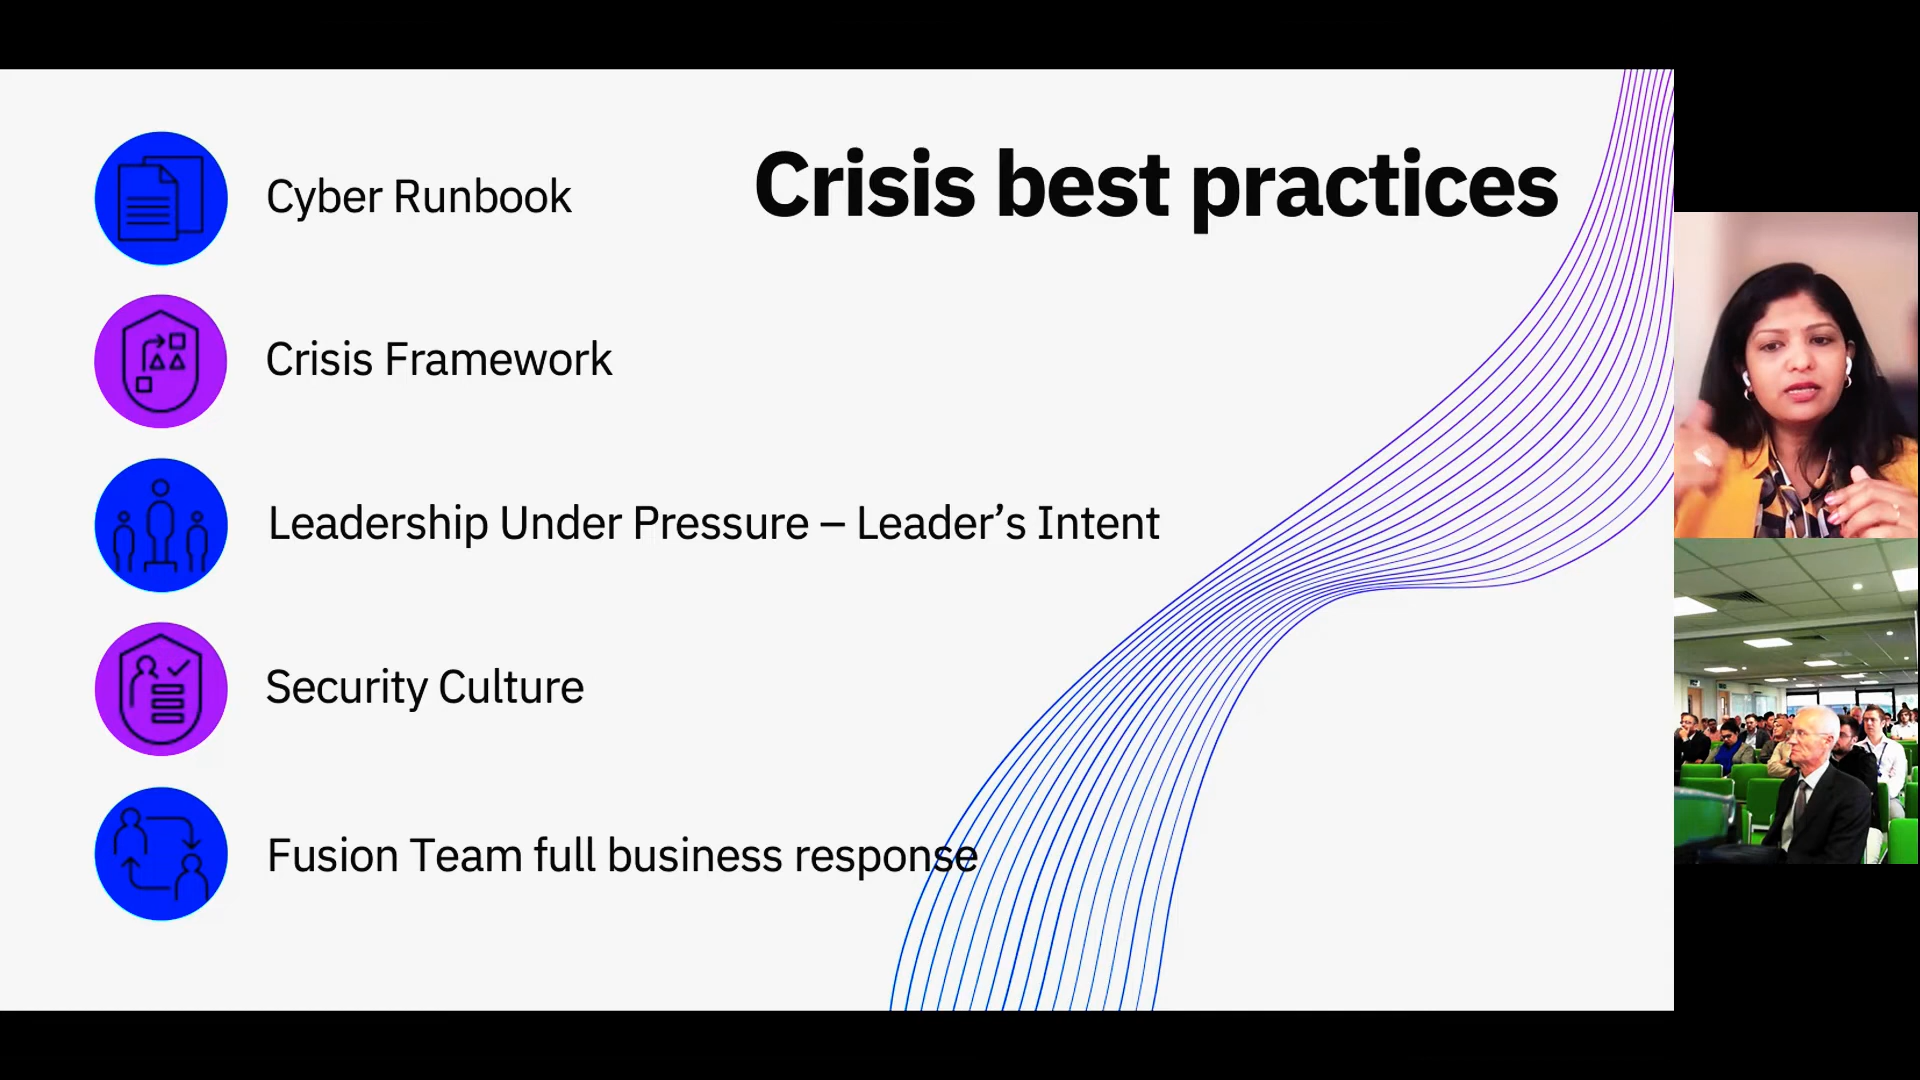 Crisis best practices
Cyber Runbook
Crisis Framework
Leadership Under Pressure – Leader’s Intent
Security Culture
Fusion Team full business response